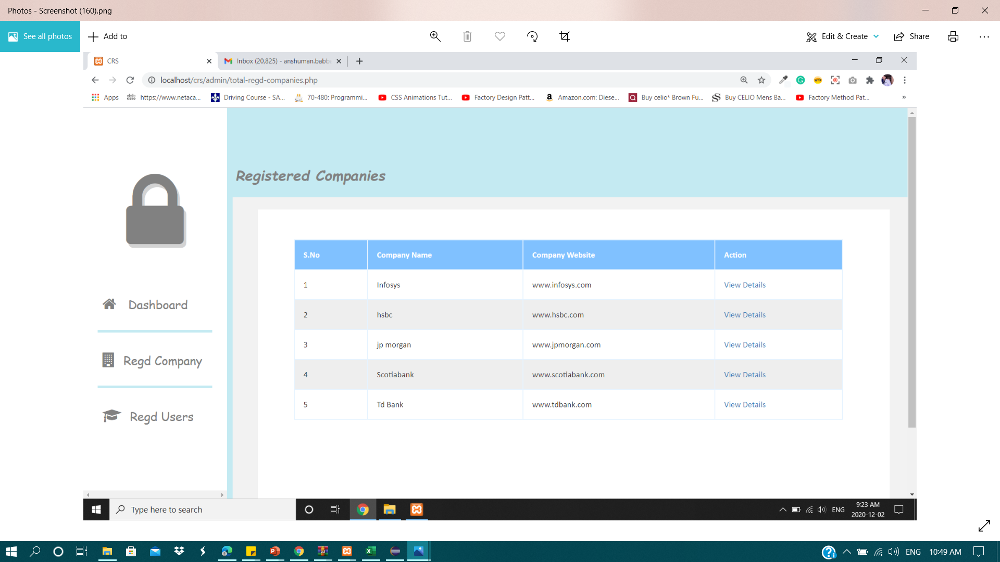 Photos - Screenshot (160).png
See all photos
Add to
Edit & Create
Share
CRS
Inbox (20,825) - anshuman.babb
localhost/crs/admin/total-regd-companies.php
Apps
https://www.netaca...
Driving Course - SA...
70-480: Programmi...
CSS Animations Tut...
Factory Design Patt...
Amazon.com: Diese...
Buy celio* Brown Fu...
Buy CELIO Mens Ba...
Factory Method Pat...
Registered Companies
Dashboard
Regd Company
Regd Users
S.No Company Name Company Website Action
1 Infosys www.infosys.com View Details
2 hsbc www.hsbc.com View Details
3 jp morgan www.jpmorgan.com View Details
4 Scotiabank www.scotiabank.com View Details
5 Td Bank www.tdbank.com View Details
Type here to search
ENG
9:23 AM
2020-12-02
ENG
10:49 AM